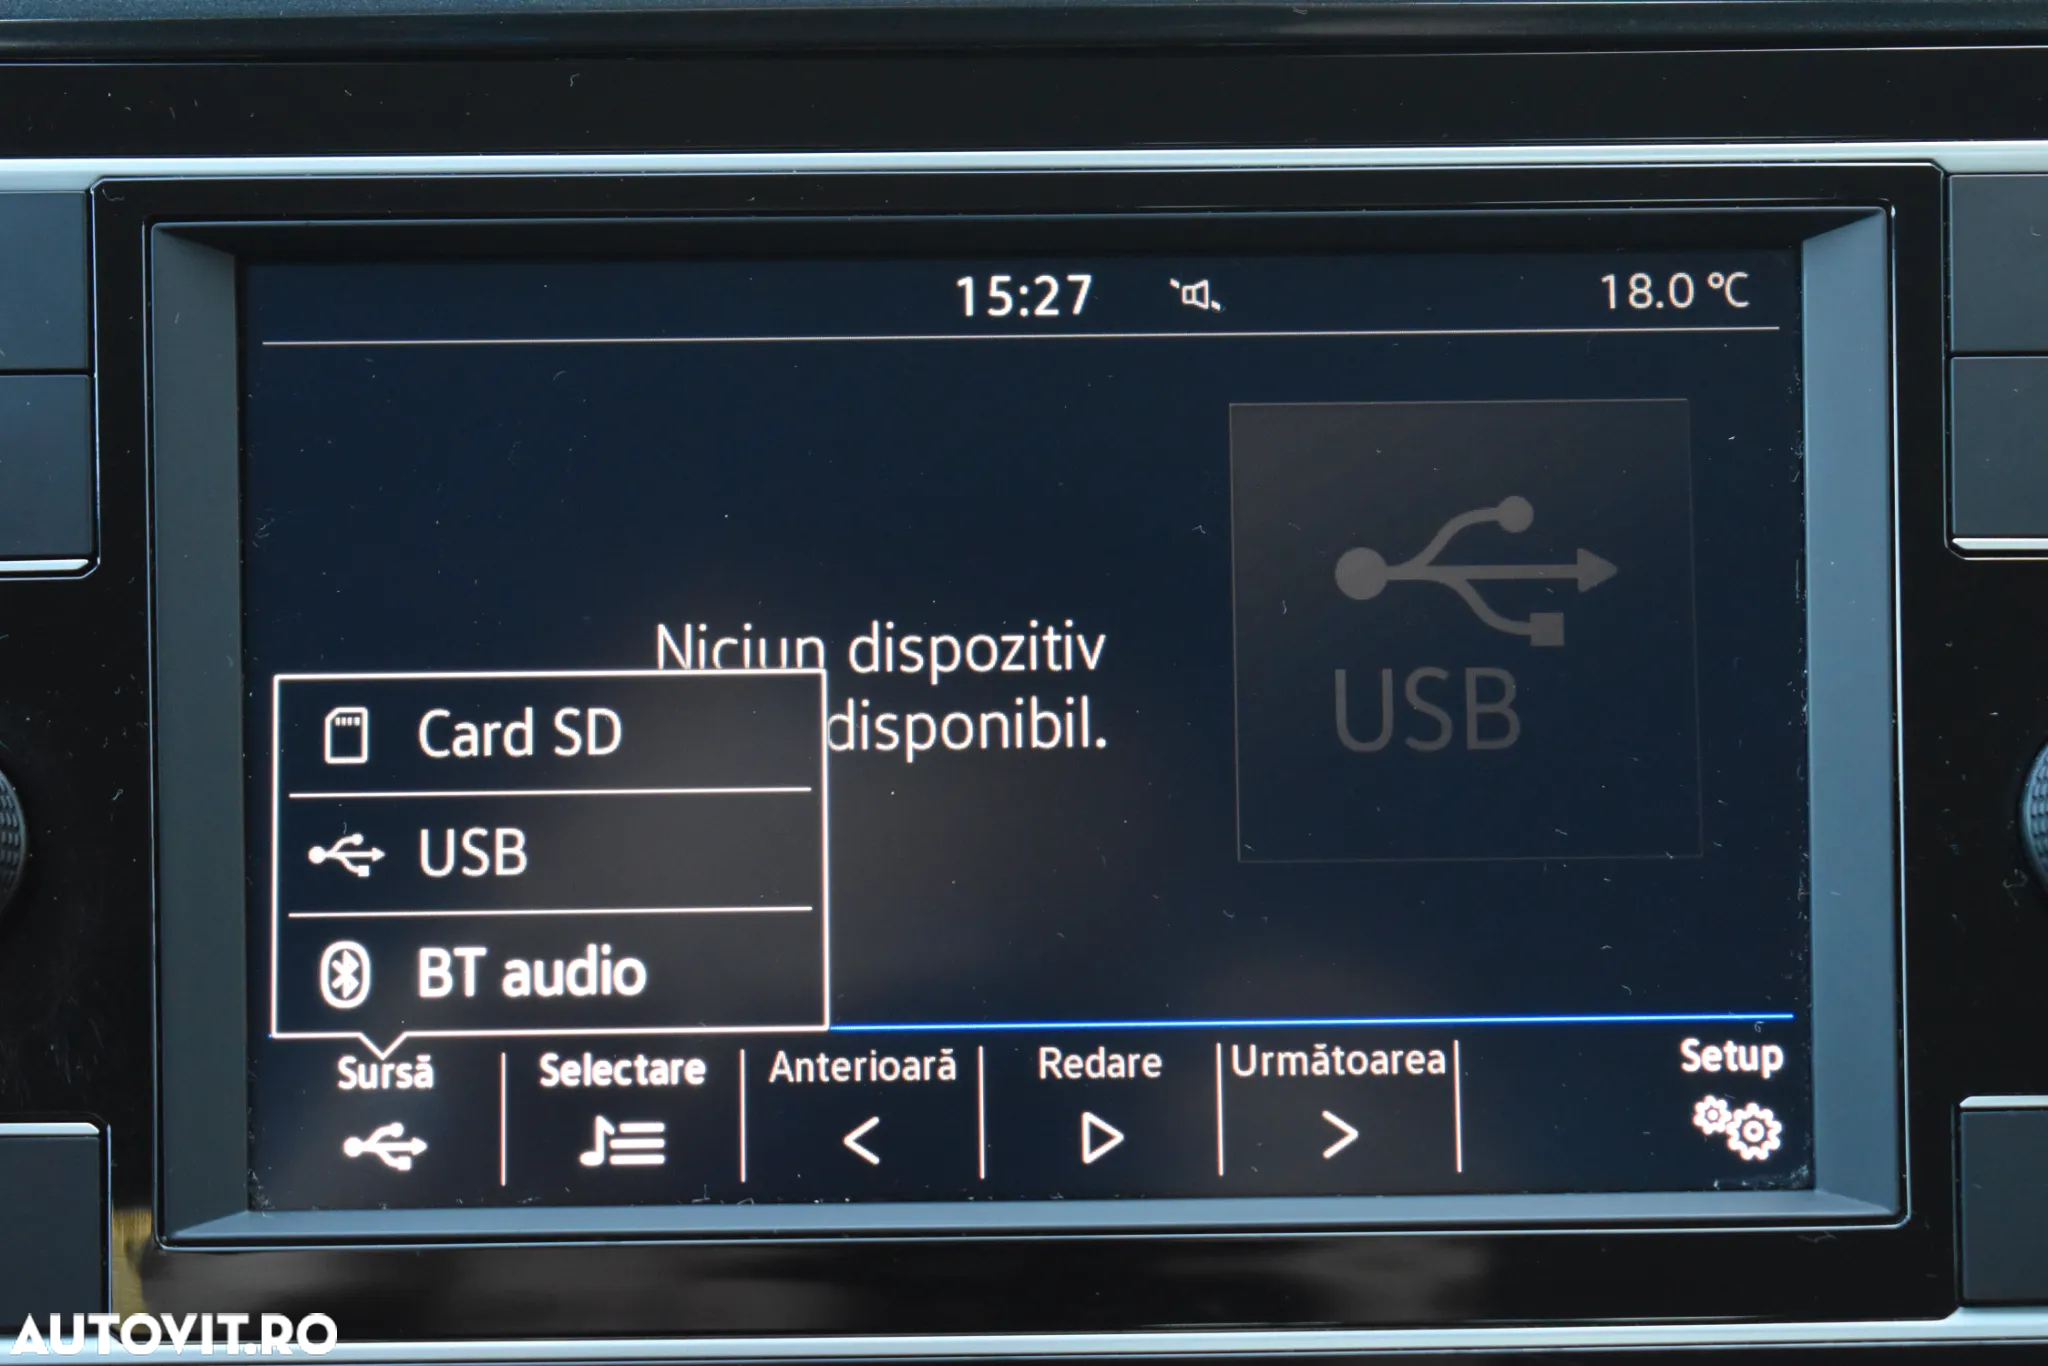 15:27
18.0 °C
Niciun dispozitiv
disponibil.
USB
Card SD
USB
BT audio
Sursă
Selectare
Anterioară
Redare
Următoarea
Setup
AUTOVIT.RO